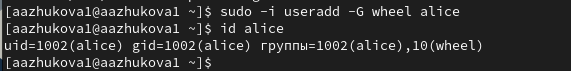 [aazhukova1@aazhukova1 ~]$ sudo -i useradd -G wheel alice
[aazhukova1@aazhukova1 ~]$ id alice
uid=1002(alice) gid=1002(alice) группы=1002(alice),10(wheel)
[aazhukova1@aazhukova1 ~]$